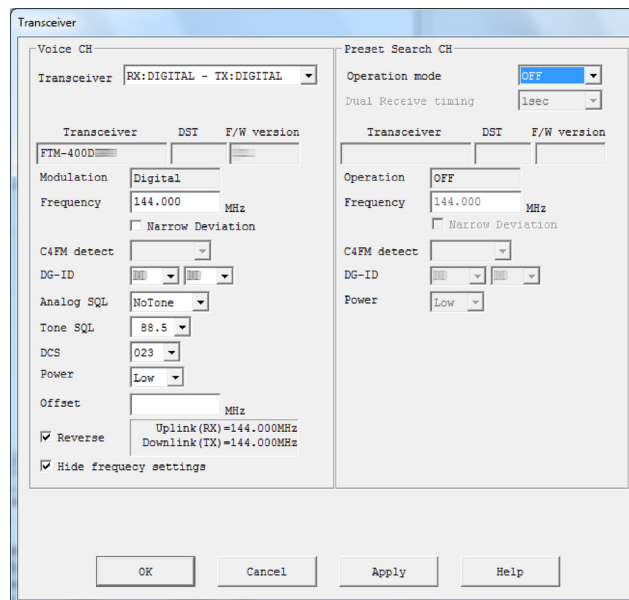 Transceiver
Voice CH
Transceiver RX:DIGITAL - TX:DIGITAL
Transceiver DST F/W version
FTM-400D
Modulation Digital
Frequency 144.000 MHz
Narrow Deviation
C4FM detect
DG-ID
Analog SQL NoTone
Tone SQL 88.5
DCS 023
Power Low
Offset MHz
Reverse Uplink(RX)=144.000MHz
Downlink(TX)=144.000MHz
Hide frequecy settings
Preset Search CH
Operation mode OFF
Dual Receive timing 1sec
Transceiver DST F/W version
Operation OFF
Frequency 144.000 MHz
Narrow Deviation
C4FM detect
DG-ID
Power Low
OK Cancel Apply Help